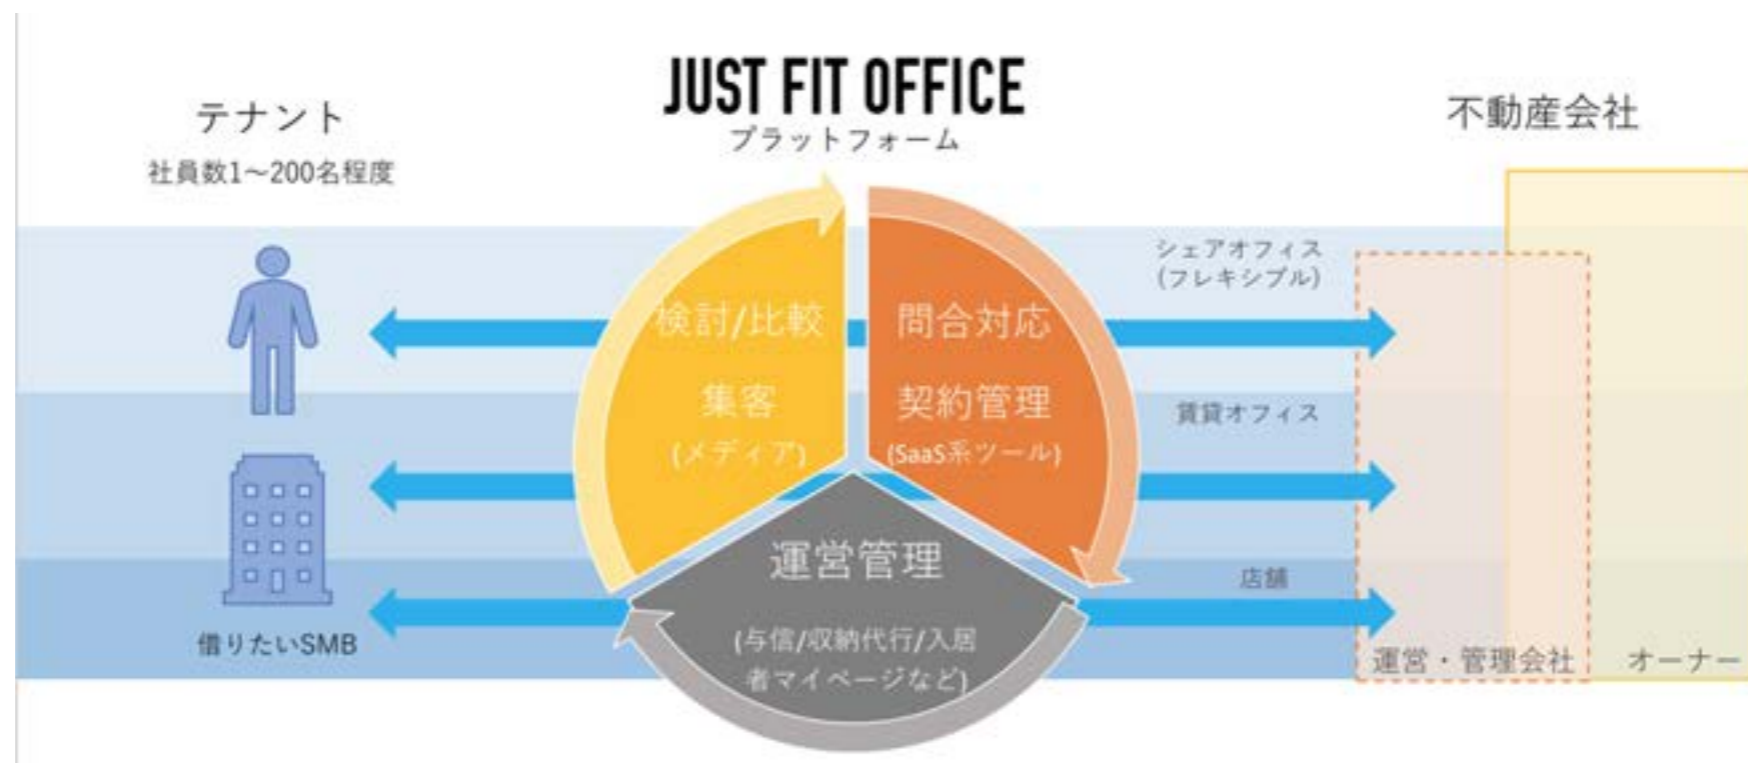 JUST FIT OFFICE
プラットフォーム
テナント
社員数1〜200名程度
不動産会社
シェアオフィス
(フレキシブル)
検討/比較
集客
(メディア)
問合対応
契約管理
(SaaS系ツール)
賃貸オフィス
運営管理
(与信/収納代行/入居
者マイページなど)
店舗
借りたいSMB
運営・管理会社
オーナー